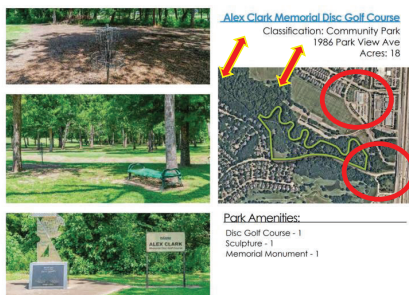 Alex Clark Memorial Disc Golf Course
Classification: Community Park
1986 Park View Ave
Acres: 18
ALEX CLARK
Park Amenities:
Disc Golf Course - 1
Sculpture - 1
Memorial Monument - 1